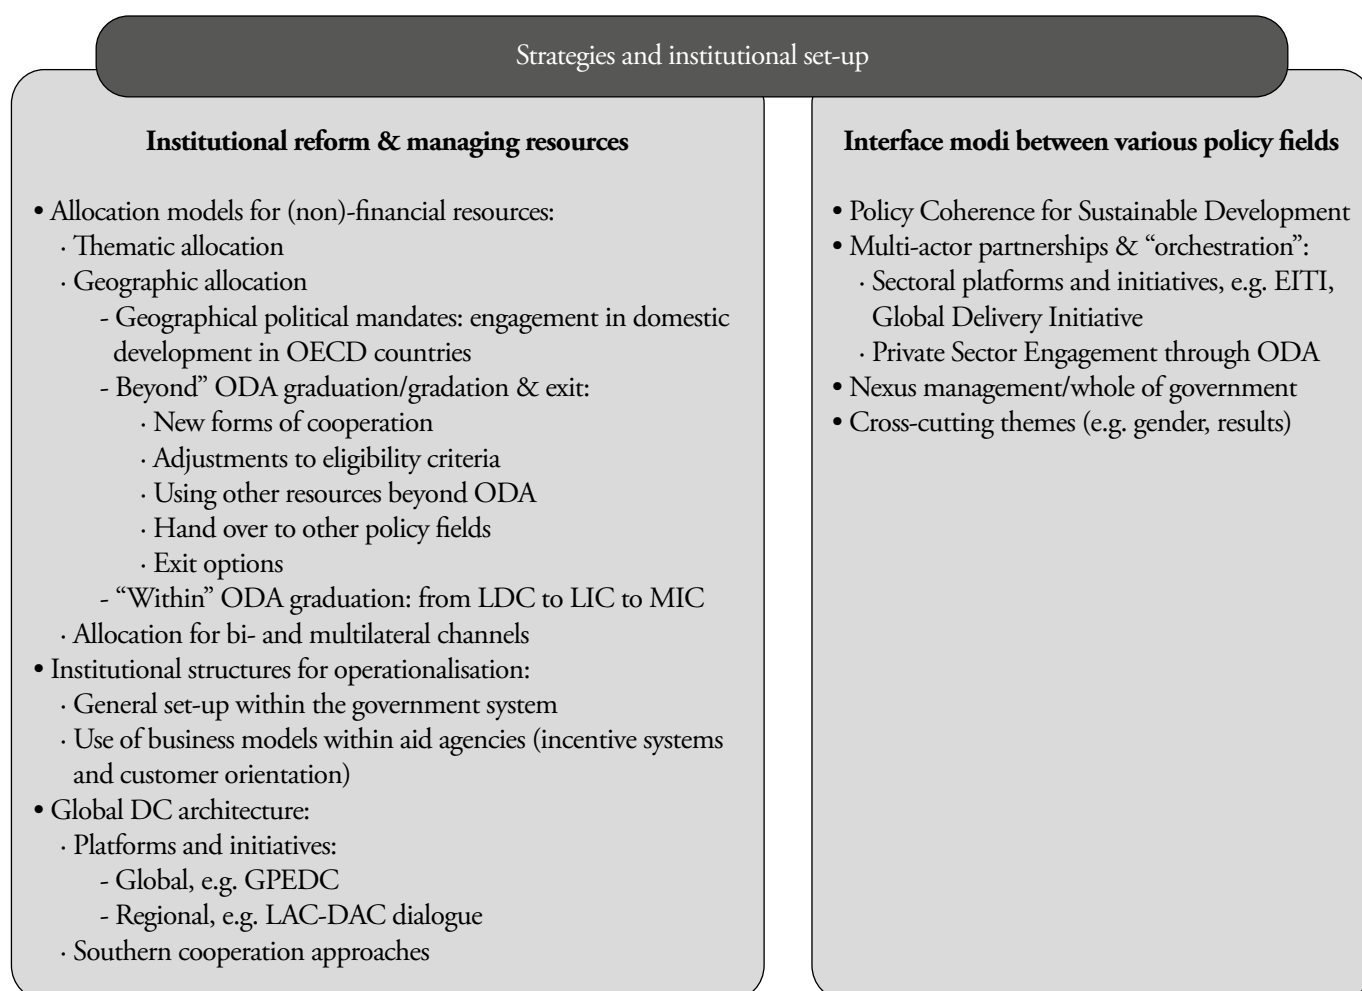 Strategies and institutional set-up
Institutional reform & managing resources
• Allocation models for (non)-financial resources:
· Thematic allocation
· Geographic allocation
- Geographical political mandates: engagement in domestic
development in OECD countries
- Beyond” ODA graduation/gradation & exit:
· New forms of cooperation
· Adjustments to eligibility criteria
· Using other resources beyond ODA
· Hand over to other policy fields
· Exit options
- “Within” ODA graduation: from LDC to LIC to MIC
· Allocation for bi- and multilateral channels
• Institutional structures for operationalisation:
· General set-up within the government system
· Use of business models within aid agencies (incentive systems
and customer orientation)
• Global DC architecture:
· Platforms and initiatives:
- Global, e.g. GPEDC
- Regional, e.g. LAC-DAC dialogue
· Southern cooperation approaches
Interface modi between various policy fields
• Policy Coherence for Sustainable Development
• Multi-actor partnerships & “orchestration”:
· Sectoral platforms and initiatives, e.g. EITI,
Global Delivery Initiative
· Private Sector Engagement through ODA
• Nexus management/whole of government
• Cross-cutting themes (e.g. gender, results)